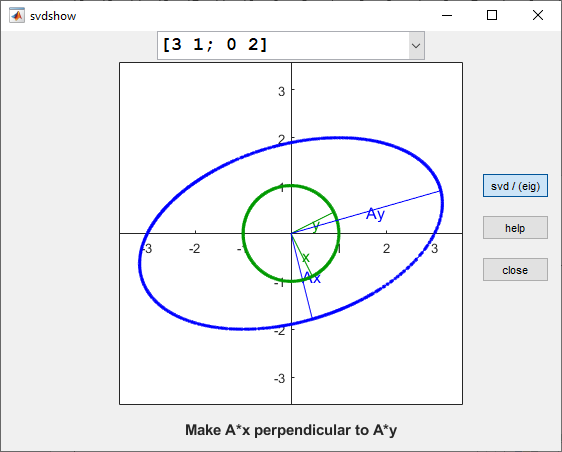 svdshow
[3 1; 0 2]
3
2
1
y
Ay
svd / (eig)
-3
-2
-1
1
2
3
x
Ax
help
-1
close
-2
-3
Make A*x perpendicular to A*y